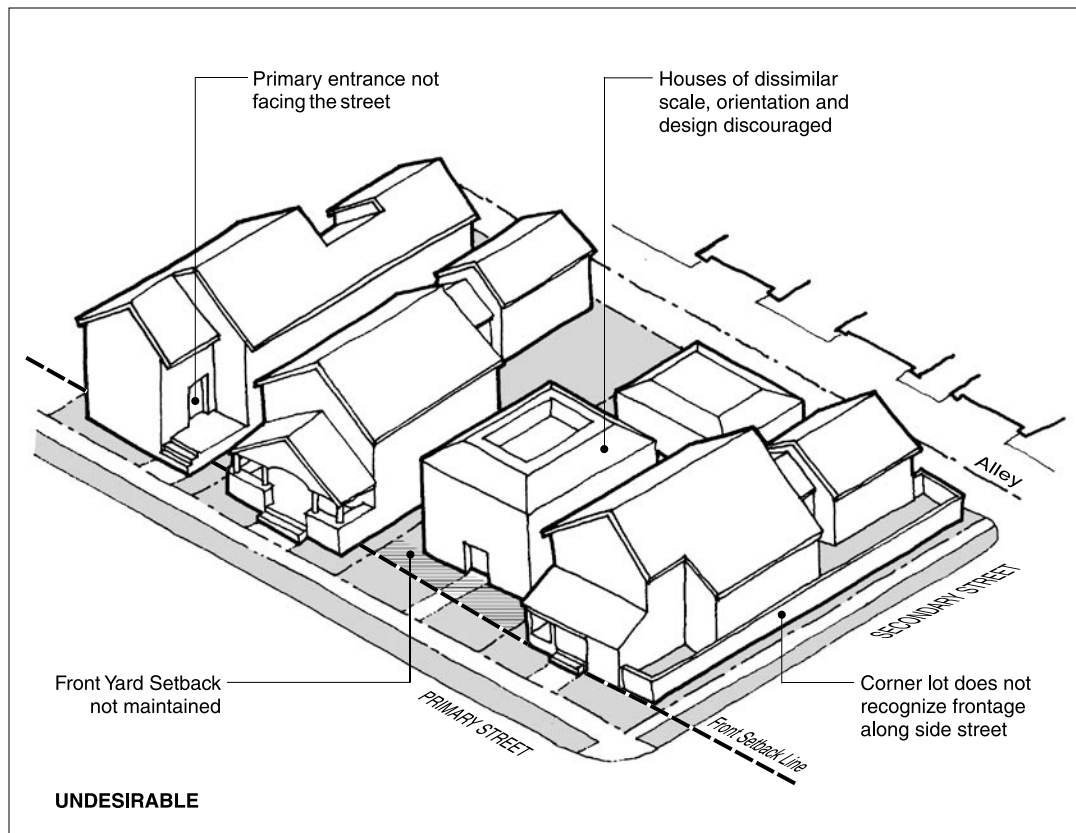 Primary entrance not
facing the street
Houses of dissimilar
scale, orientation and
design discouraged
Alley
SECONDARY STREET
Front Yard Setback
not maintained
PRIMARY STREET
Front Setback Line
Corner lot does not
recognize frontage
along side street
UNDESIRABLE